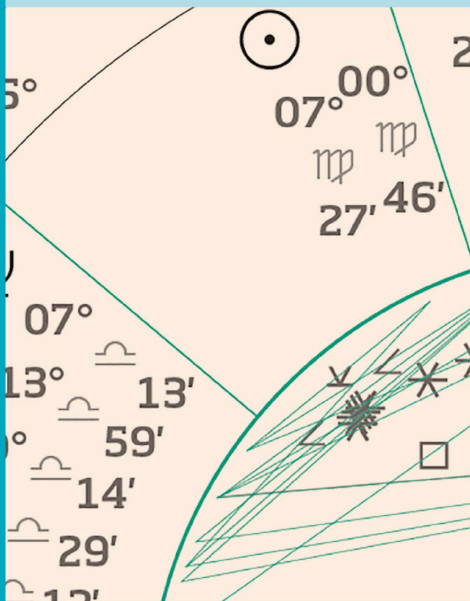 07° ♍ 27′
00° ♍ 46′
07° ♎ 13′
13° ♎ 59′
♎ 14′
♎ 29′